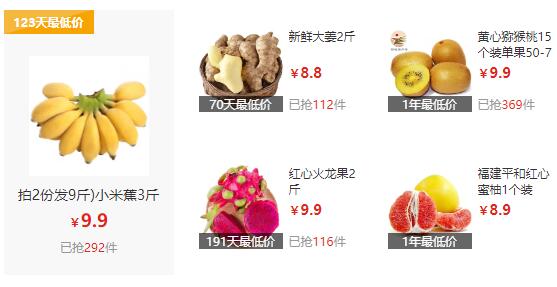 123天最低价
拍2份发9斤)小米蕉3斤
¥9.9
已抢292件
新鲜大姜2斤
¥8.8
70天最低价
已抢112件
黄心猕猴桃15
个装单果50-7
¥9.9
1年最低价
已抢369件
红心火龙果2
斤
¥9.9
191天最低价
已抢116件
福建平和红心
蜜柚1个装
¥8.9
1年最低价